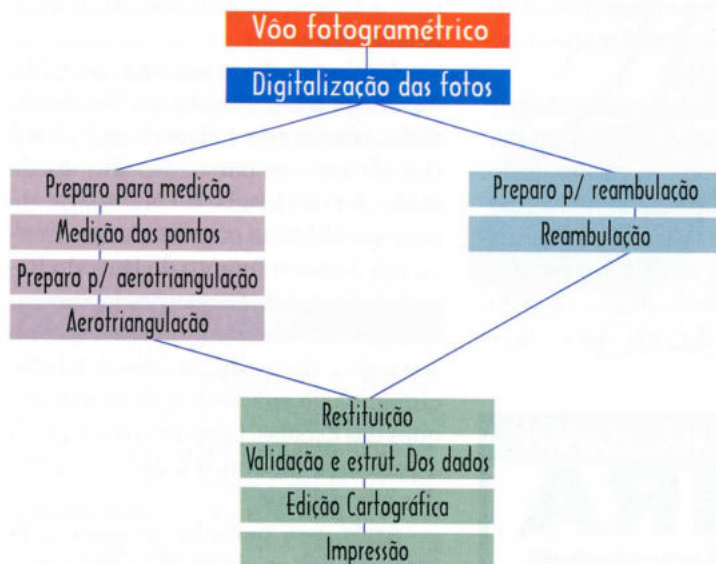 Vôo fotogramétrico
Digitalização das fotos
Preparo para medição
Medição dos pontos
Preparo p/ aerotriangulação
Aerotriangulação
Preparo p/ reambulação
Reambulação
Restituição
Validação e estrut. Dos dados
Edição Cartográfica
Impressão